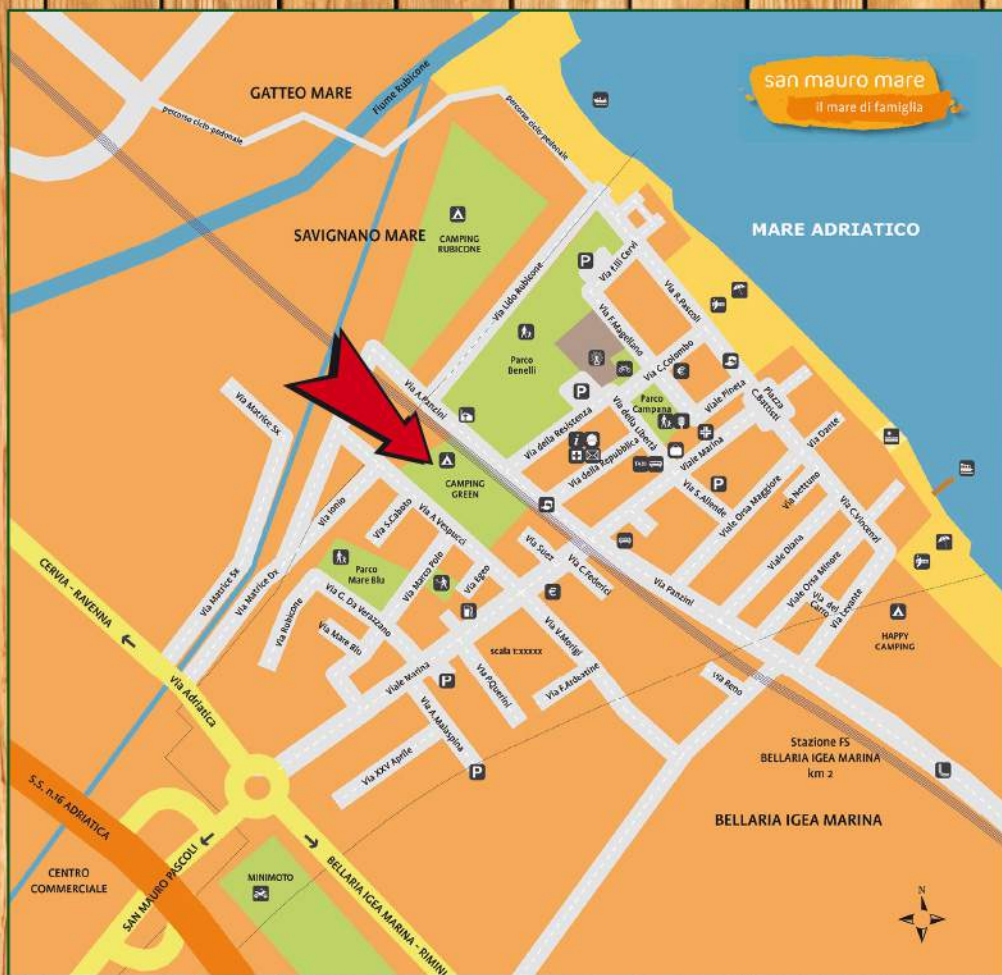 san mauro mare
il mare di famiglia
GATTEO MARE
Fiume Rubicone
percorso ciclo-pedonale
percorso ciclo-pedonale
MARE ADRIATICO
SAVIGNANO MARE
CAMPING
RUBICONE
P
Via f.lli Cervi
Via Lido Rubicone
Via R.Pascoli
Via F.Magellano
Parco
Benelli
Via C.Colombo
€
Via A.Panzini
P
Parco
Campana
Viale Pineta
Piazza
C.Battisti
Via Matrice Sx
Via della Resistenza
Via della Libertà
Via Dante
i
Via della Repubblica
TAXI
Viale Marina
CAMPING
GREEN
P
Via S.Allende
Viale Orsa Maggiore
Via Nettuno
Via C.Vincenzi
Via Ionio
Via S.Caboto
Via A.Vespucci
Via Suez
Viale Diana
Viale Orsa Minore
Parco
Mare Blu
Via Marco Polo
Via Egeo
Via C.Federici
Via Panzini
Via del
Carro
Via Levante
CERVIA - RAVENNA
Via Matrice Sx
Via Matrice Dx
Via Rubicone
Via G. Da Verazzano
€
HAPPY
CAMPING
Via Mare Blu
scala 1:xxxxx
Via V.Morigi
Viale Marina
P
Via P.Querini
Via F.Ardeatine
Via Reno
Via Adriatica
Via A.Malaspina
Via XXV Aprile
P
Stazione FS
BELLARIA IGEA MARINA
km 2
L
S.S. n.16 ADRIATICA
BELLARIA IGEA MARINA
CENTRO
COMMERCIALE
SAN MAURO PASCOLI
MINIMOTO
BELLARIA IGEA MARINA - RIMINI
N